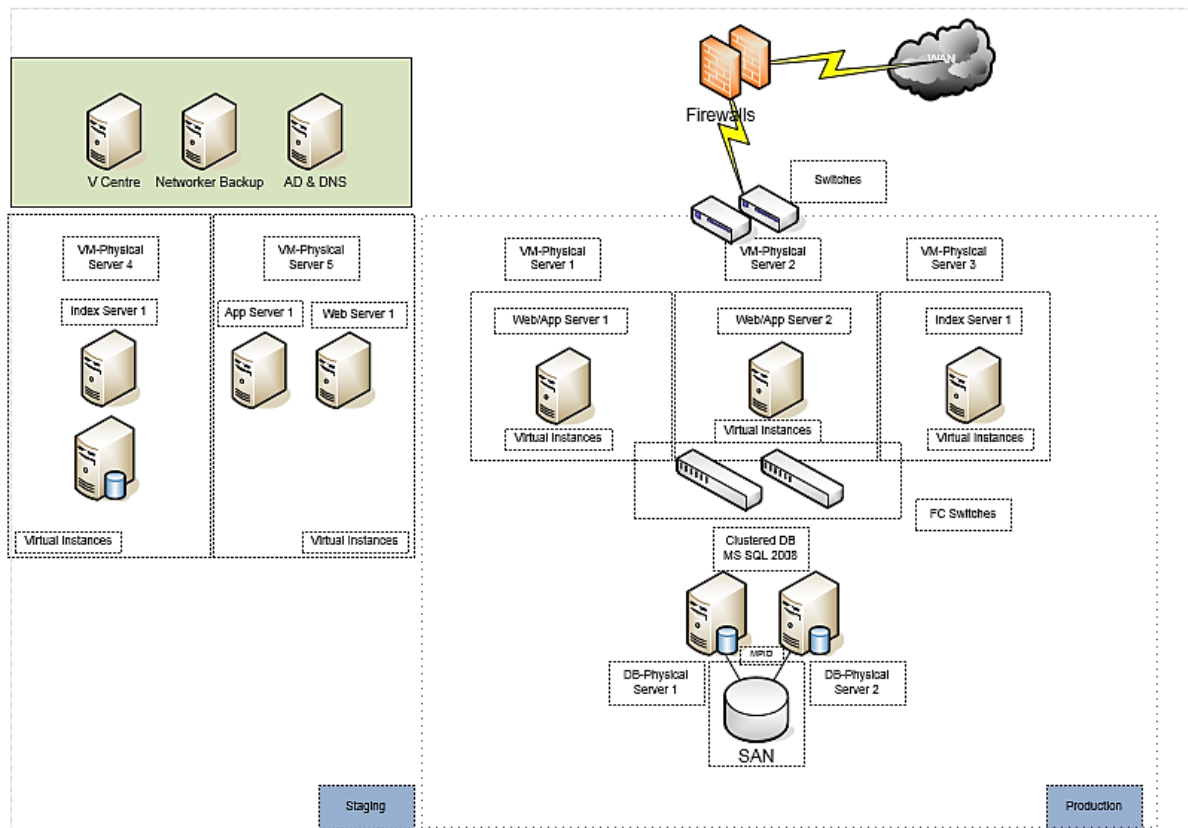 WAN
Firewalls
V Centre
Networker Backup
AD & DNS
Switches
VM-Physical
Server 4
VM-Physical
Server 5
VM-Physical
Server 1
VM-Physical
Server 2
VM-Physical
Server 3
Index Server 1
App Server 1
Web Server 1
Web/App Server 1
Web/App Server 2
Index Server 1
Virtual Instances
Virtual Instances
Virtual Instances
Virtual Instances
Virtual Instances
FC Switches
Clustered DB
MS SQL 2008
MPIO
DB-Physical
Server 1
DB-Physical
Server 2
SAN
Staging
Production